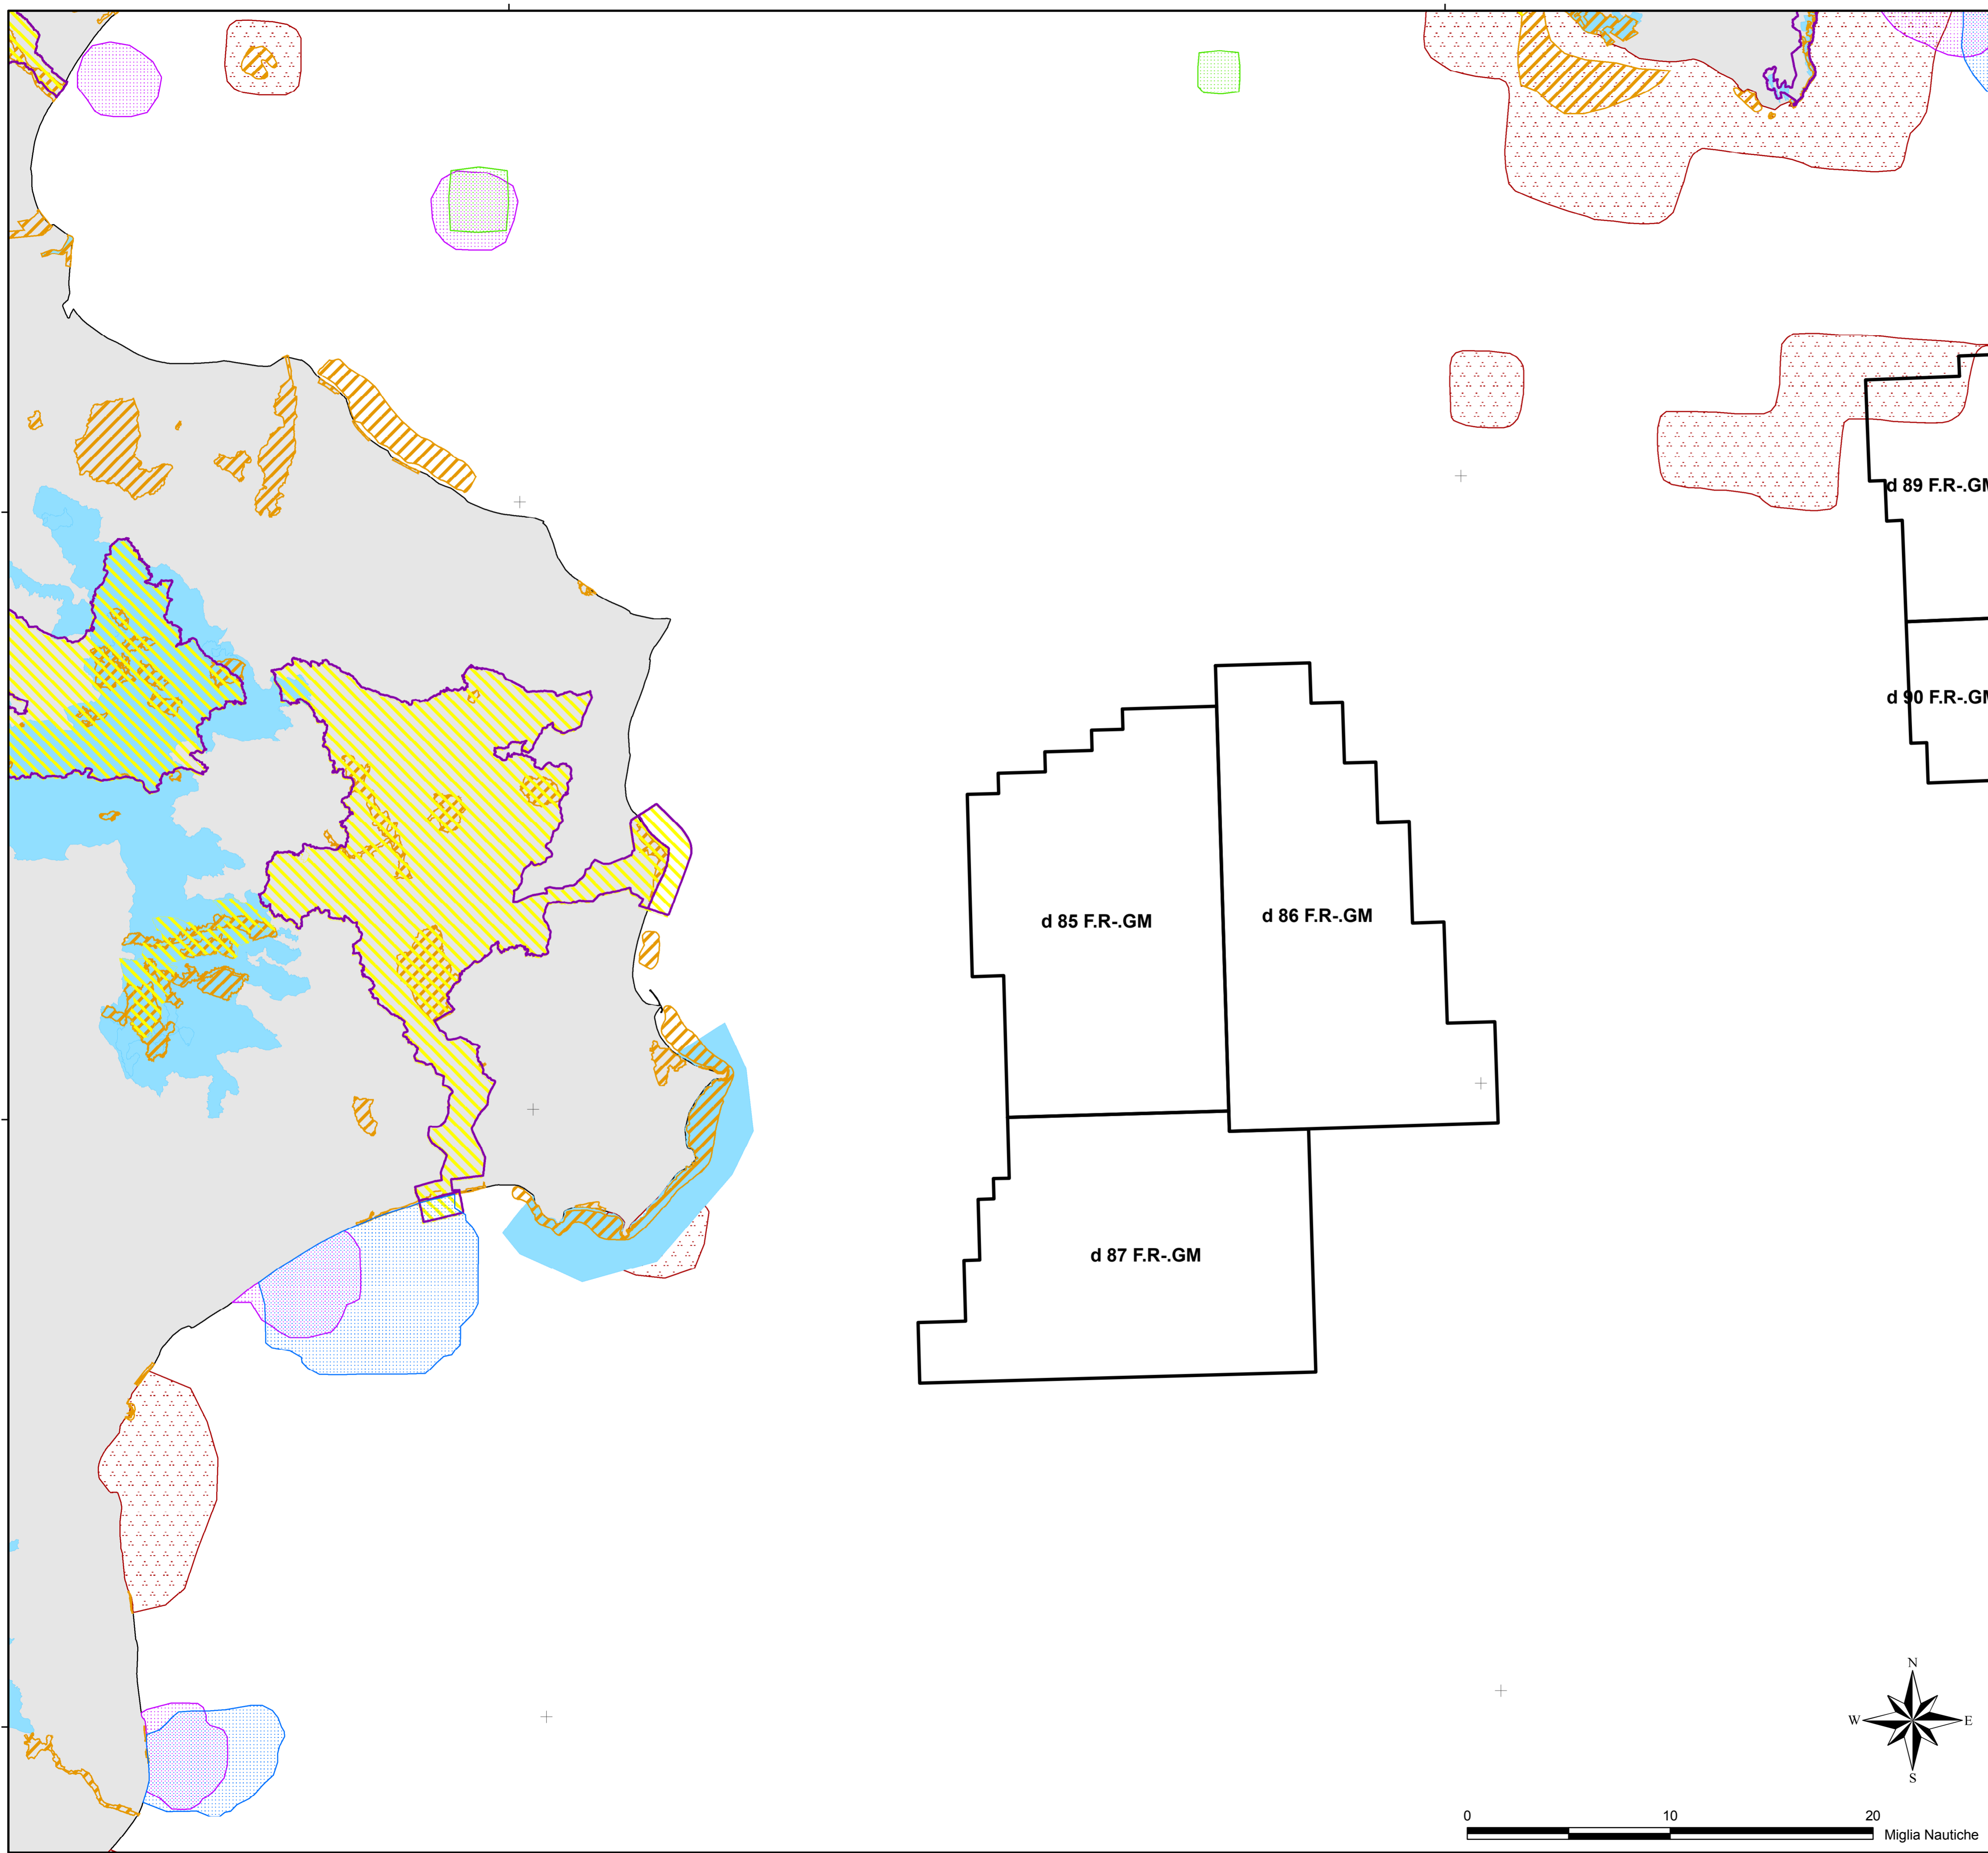 d 89 F.R-.GM
d 90 F.R-.GM
d 85 F.R-.GM
d 86 F.R-.GM
d 87 F.R-.GM
N
W
E
S
0
10
20
Miglia Nautiche